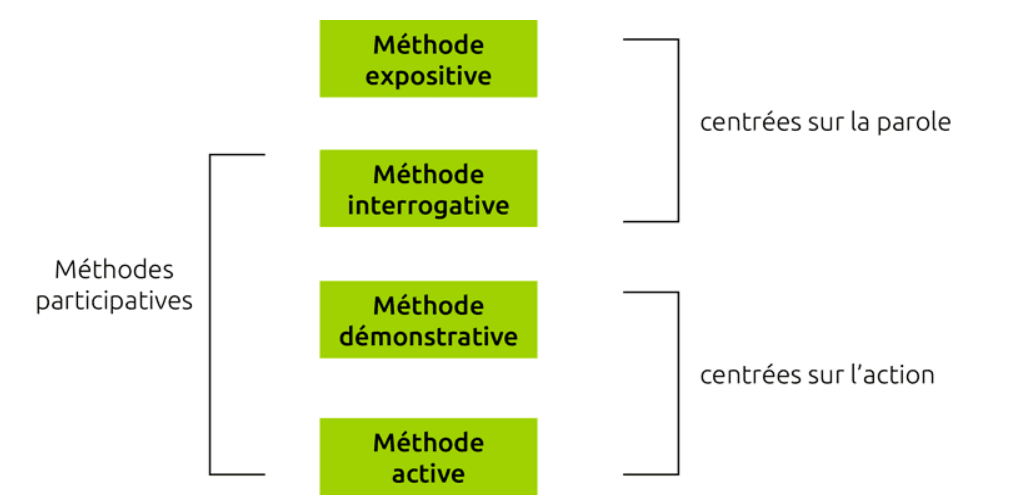 Méthode
expositive
centrées sur la parole
Méthode
interrogative
Méthodes
participatives
Méthode
démonstrative
centrées sur l’action
Méthode
active